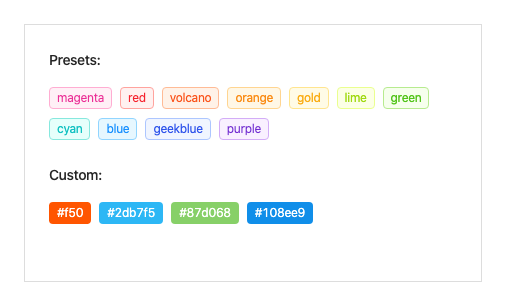 Presets:
magenta red volcano orange gold lime green
cyan blue geekblue purple
Custom:
#f50 #2db7f5 #87d068 #108ee9